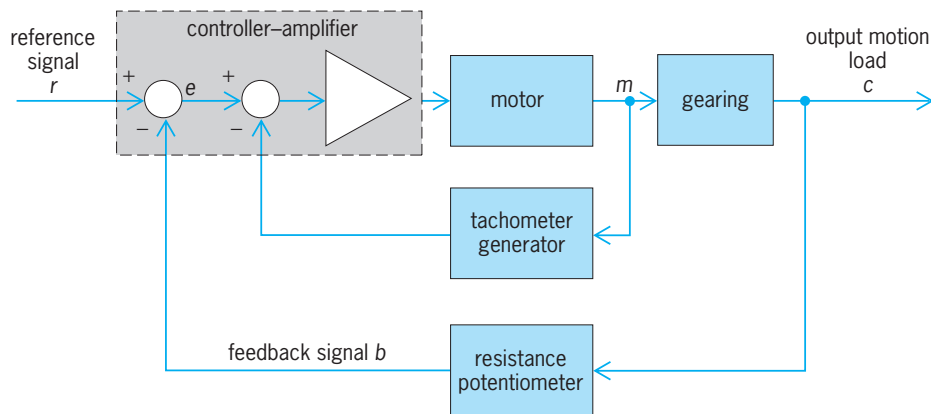 controller–amplifier
reference
signal
r
+
−
e
+
−
motor
m
gearing
output motion
load
c
tachometer
generator
feedback signal b
resistance
potentiometer